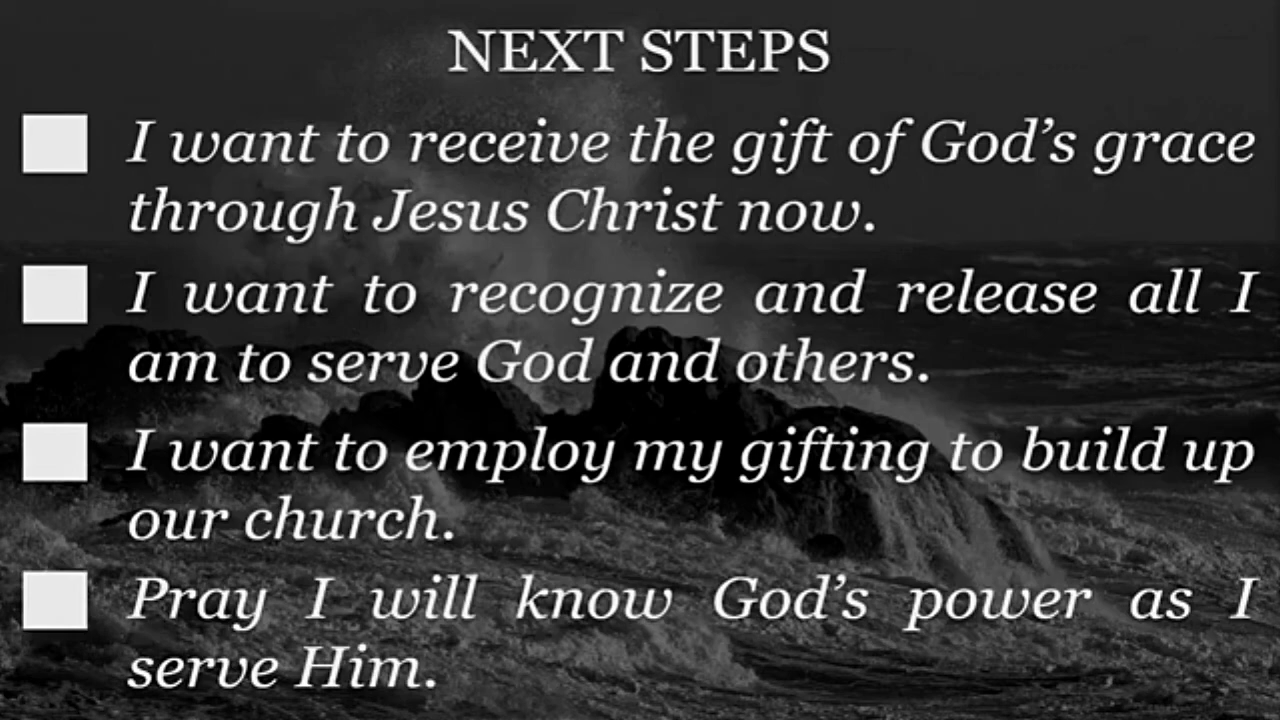 NEXT STEPS
I want to receive the gift of God’s grace
through Jesus Christ now.
I want to recognize and release all I
am to serve God and others.
I want to employ my gifting to build up
our church.
Pray I will know God’s power as I
serve Him.